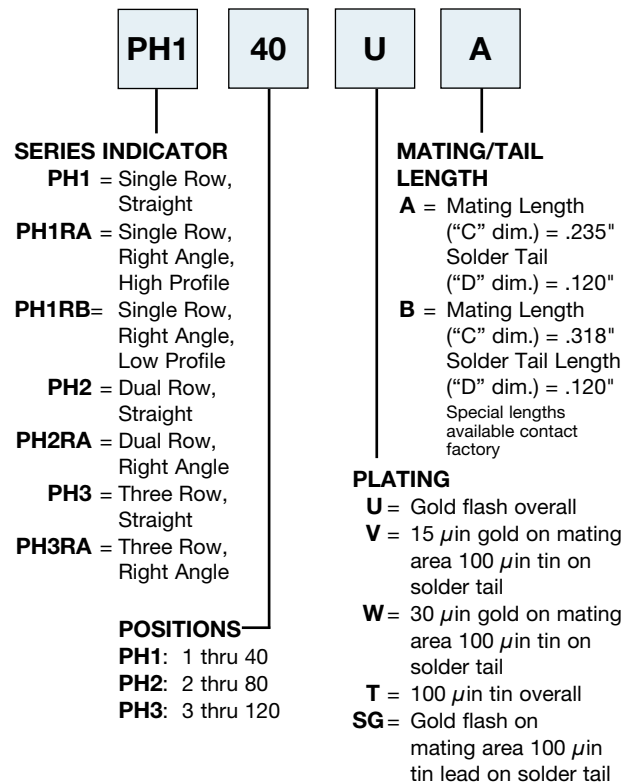 PH1 40 U A
SERIES INDICATOR
PH1 = Single Row,
Straight
PH1RA = Single Row,
Right Angle,
High Profile
PH1RB= Single Row,
Right Angle,
Low Profile
PH2 = Dual Row,
Straight
PH2RA = Dual Row,
Right Angle
PH3 = Three Row,
Straight
PH3RA = Three Row,
Right Angle
POSITIONS
PH1: 1 thru 40
PH2: 2 thru 80
PH3: 3 thru 120
MATING/TAIL
LENGTH
A = Mating Length
(“C” dim.) = .235"
Solder Tail
(“D” dim.) = .120"
B = Mating Length
(“C” dim.) = .318"
Solder Tail Length
(“D” dim.) = .120"
Special lengths
available contact
factory
PLATING
U = Gold flash overall
V = 15 µin gold on mating
area 100 µin tin on
solder tail
W = 30 µin gold on mating
area 100 µin tin on
solder tail
T = 100 µin tin overall
SG = Gold flash on
mating area 100 µin
tin lead on solder tail